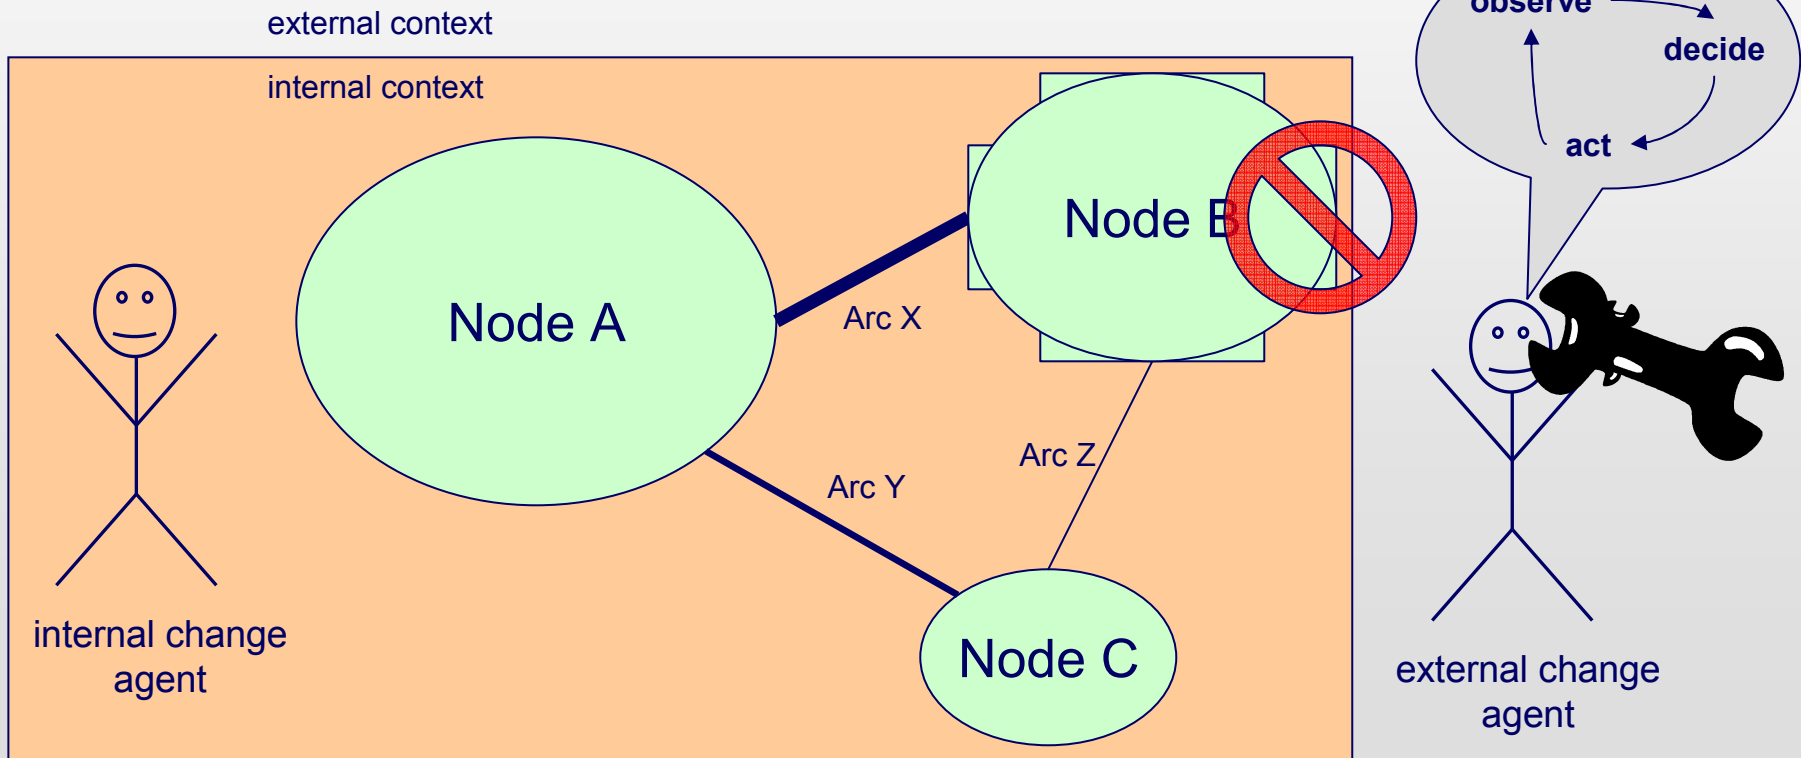 external context
internal context
observe
decide
act
Node A
Node B
Arc X
Arc Z
Arc Y
Node C
internal change
agent
external change
agent